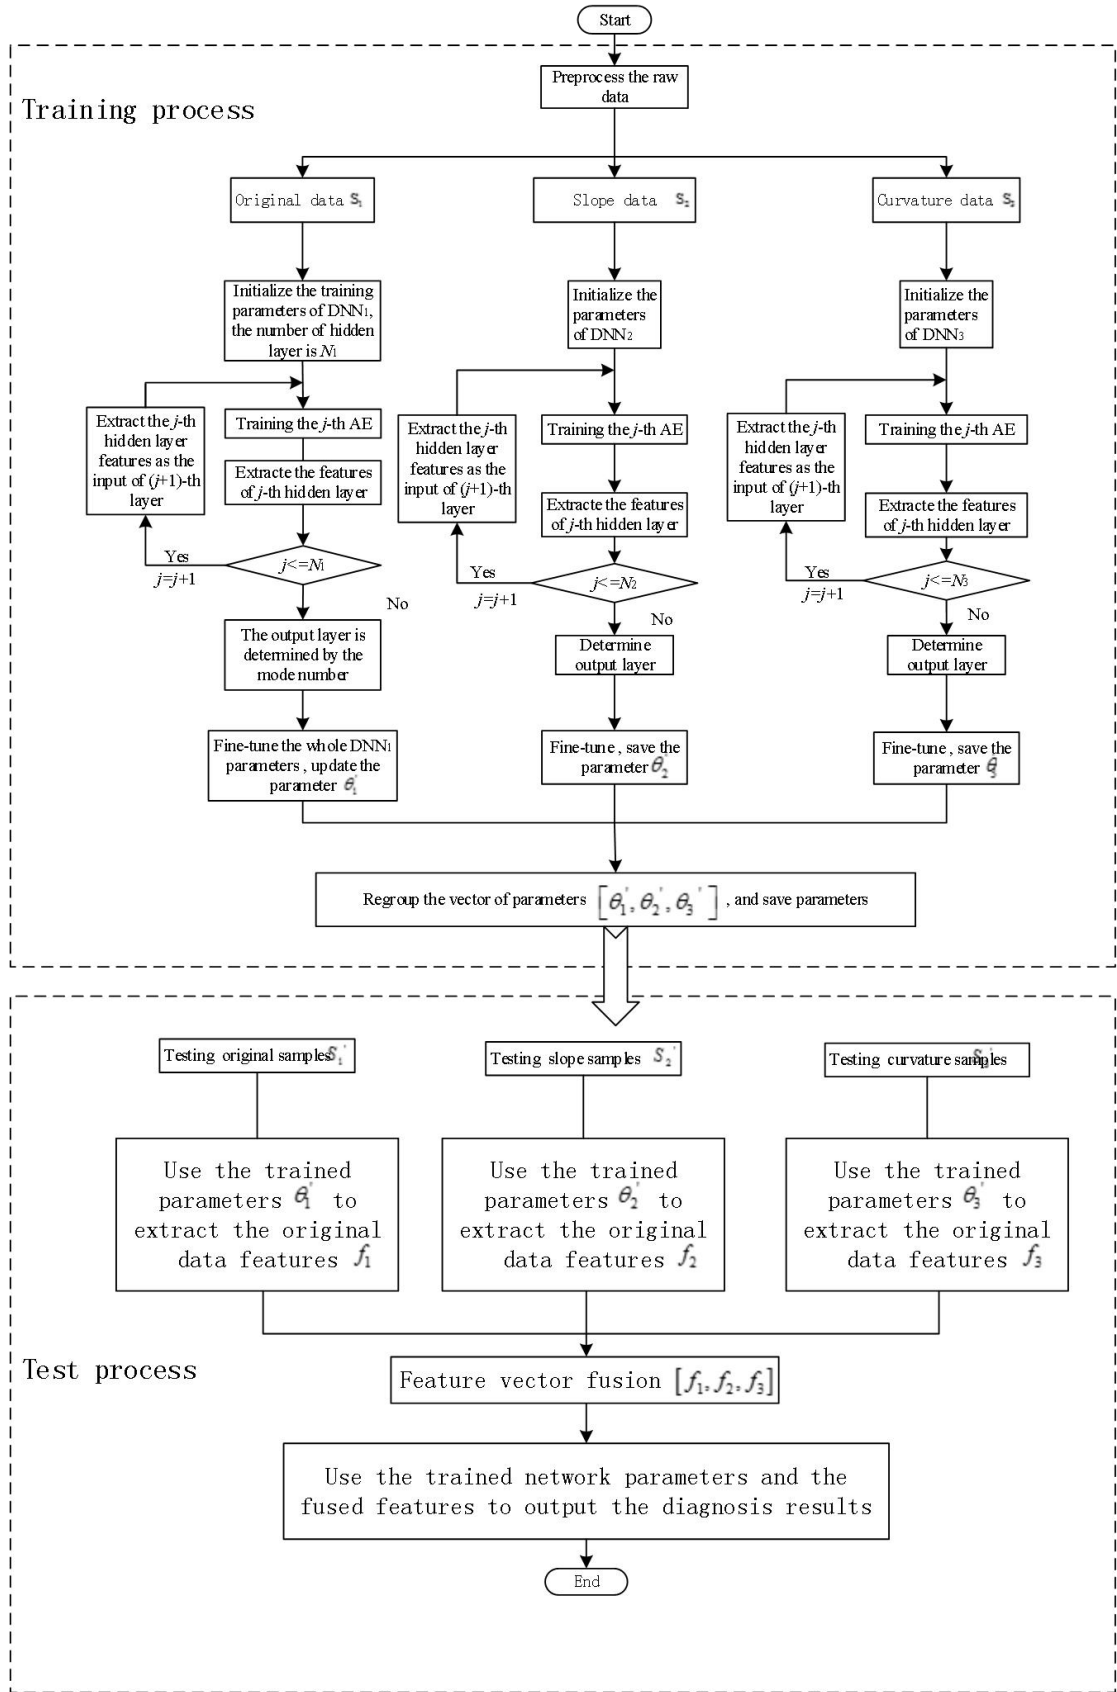 Start
Preprocess the raw
data
Training process
Original data S₁
Slope data S₂
Curvature data S₃
Initialize the training
parameters of DNN₁,
the number of hidden
layer is N₁
Initialize the
parameters
of DNN₂
Initialize the
parameters
of DNN₃
Extract the j-th
hidden layer
features as the
input of (j+1)-th
layer
Training the j-th AE
Extracte the features
of j-th hidden layer
Yes
j=j+1
j<=N₁
No
The output layer is
determined by the
mode number
Fine-tune the whole DNN₁
parameters, update the
parameter θ₁'
Extract the j-th
hidden layer
features as the
input of (j+1)-th
layer
Training the j-th AE
Extracte the features
of j-th hidden layer
Yes
j=j+1
j<=N₂
No
Determine
output layer
Fine-tune, save the
parameter θ₂'
Extract the j-th
hidden layer
features as the
input of (j+1)-th
layer
Training the j-th AE
Extracte the features
of j-th hidden layer
Yes
j=j+1
j<=N₃
No
Determine
output layer
Fine-tune, save the
parameter θ₃'
Regroup the vector of parameters [θ₁', θ₂', θ₃'], and save parameters
Testing original samples S₁'
Testing slope samples S₂'
Testing curvature samples
Use the trained
parameters θ₁' to
extract the original
data features f₁
Use the trained
parameters θ₂' to
extract the original
data features f₂
Use the trained
parameters θ₃' to
extract the original
data features f₃
Test process
Feature vector fusion [f₁, f₂, f₃]
Use the trained network parameters and the
fused features to output the diagnosis results
End